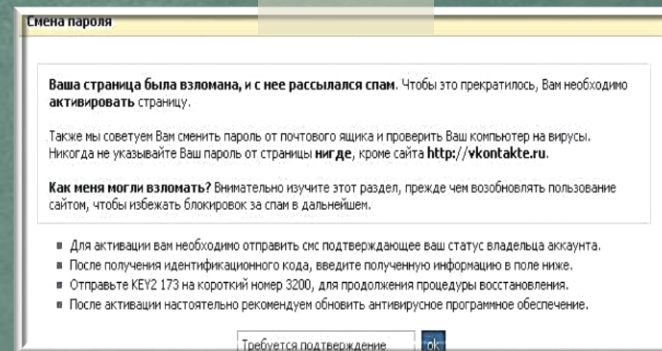 Смена пароля
Ваша страница была взломана, и с нее рассылался спам. Чтобы это прекратилось, Вам необходимо
активировать страницу.
Также мы советуем Вам сменить пароль от почтового ящика и проверить Ваш компьютер на вирусы.
Никогда не указывайте Ваш пароль от страницы нигде, кроме сайта http://vkontakte.ru.
Как меня могли взломать? Внимательно изучите этот раздел, прежде чем возобновлять пользование
сайтом, чтобы избежать блокировок за спам в дальнейшем.
Для активации вам необходимо отправить смс подтверждающее ваш статус владельца аккаунта.
После получения идентификационного кода, введите полученную информацию в поле ниже.
Отправьте KEY2 173 на короткий номер 3200, для продолжения процедуры восстановления.
После активации настоятельно рекомендуем обновить антивирусное программное обеспечение.
Требуется подтверждение ok